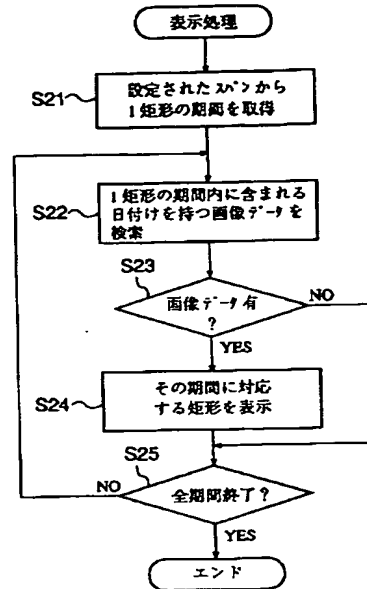 表示処理
S21
設定されたスパンから
1矩形の期間を取得
S22
1矩形の期間内に含まれる
日付けを持つ画像データを
検索
S23
画像データ有
?
NO
YES
S24
その期間に対応
する矩形を表示
S25
全期間終了?
NO
YES
エンド